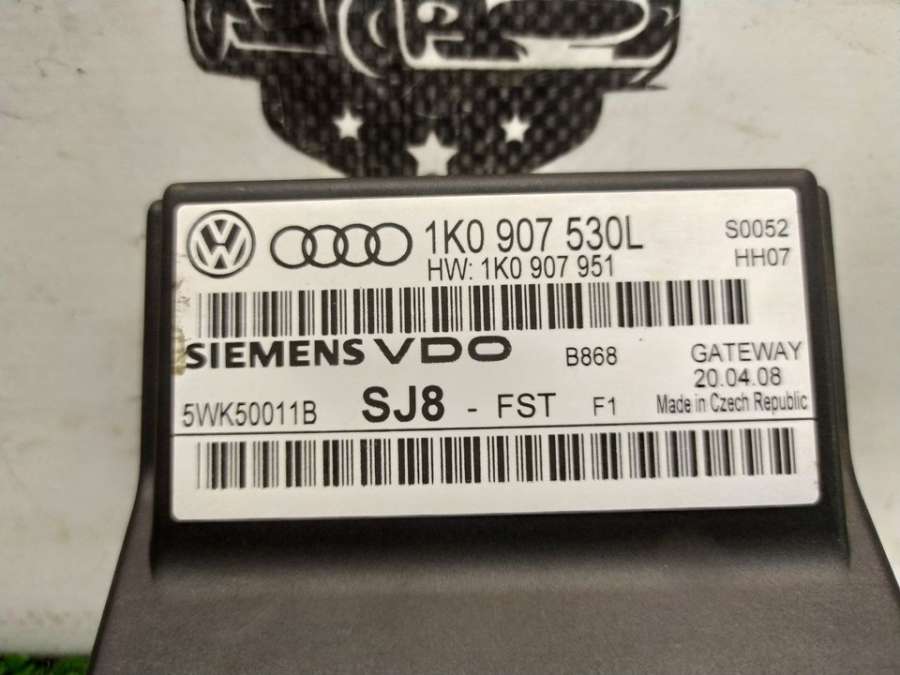 1K0 907 530L S0052
HW: 1K0 907 951 HH07
SIEMENS VDO B868 GATEWAY
20.04.08
5WK50011B SJ8 - FST F1 Made in Czech Republic